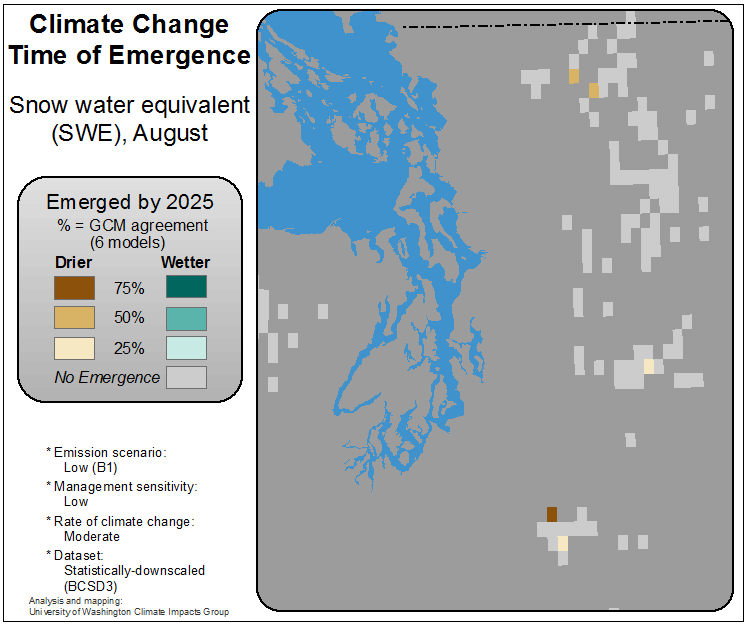 Climate Change
Time of Emergence
Snow water equivalent
(SWE), August
Emerged by 2025
% = GCM agreement
(6 models)
Drier Wetter
75%
50%
25%
No Emergence
* Emission scenario:
Low (B1)
* Management sensitivity:
Low
* Rate of climate change:
Moderate
* Dataset:
Statistically-downscaled
(BCSD3)
Analysis and mapping:
University of Washington Climate Impacts Group